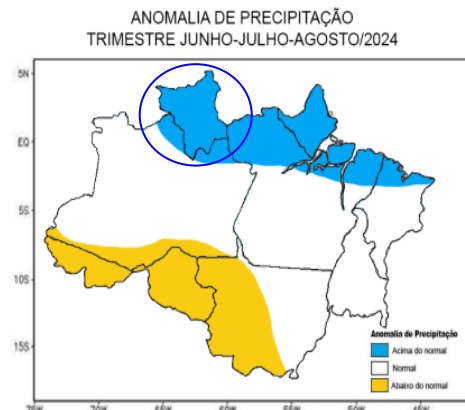 ANOMALIA DE PRECIPITAÇÃO
TRIMESTRE JUNHO-JULHO-AGOSTO/2024
5N
EQ
5S
10S
15S
Anomalia de Precipitação
Acima do normal
Normal
Abaixo do normal